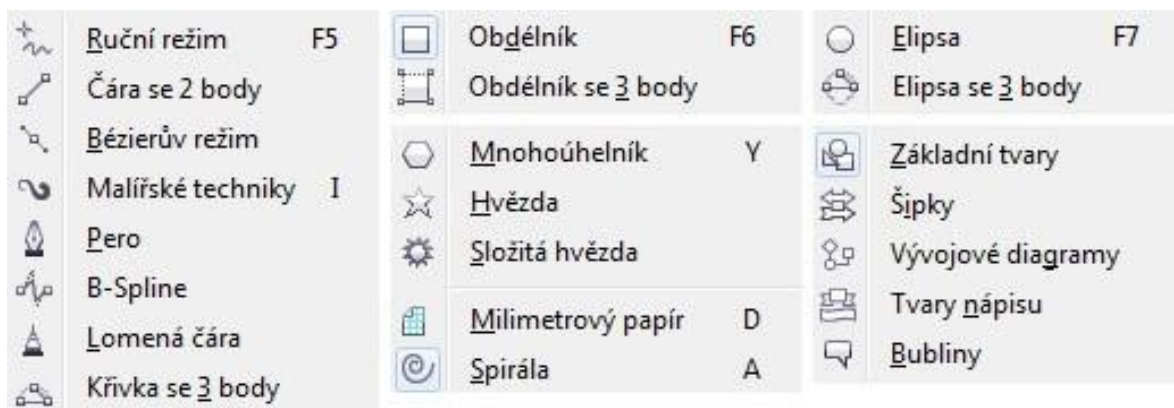 Ruční režim F5
Čára se 2 body
Bézierův režim
Malířské techniky I
Pero
B-Spline
Lomená čára
Křivka se 3 body
Obdélník F6
Obdélník se 3 body
Mnohoúhelník Y
Hvězda
Složitá hvězda
Milimetrový papír D
Spirála A
Elipsa F7
Elipsa se 3 body
Základní tvary
Šipky
Vývojové diagramy
Tvary nápisu
Bubliny